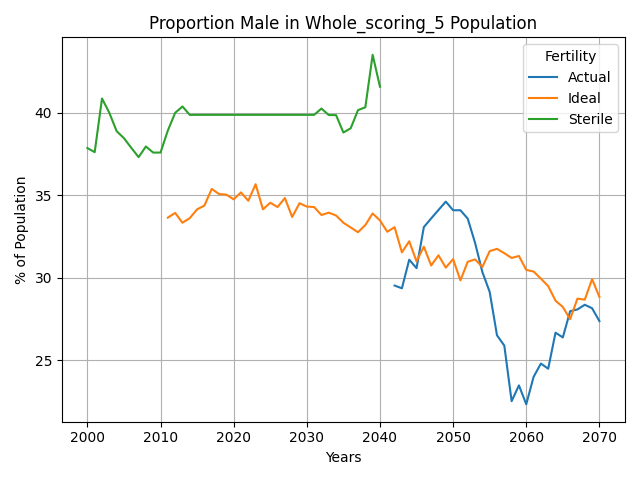 Proportion Male in Whole_scoring_5 Population
Fertility
Actual
Ideal
Sterile
% of Population
40
35
30
25
2000 2010 2020 2030 2040 2050 2060 2070
Years